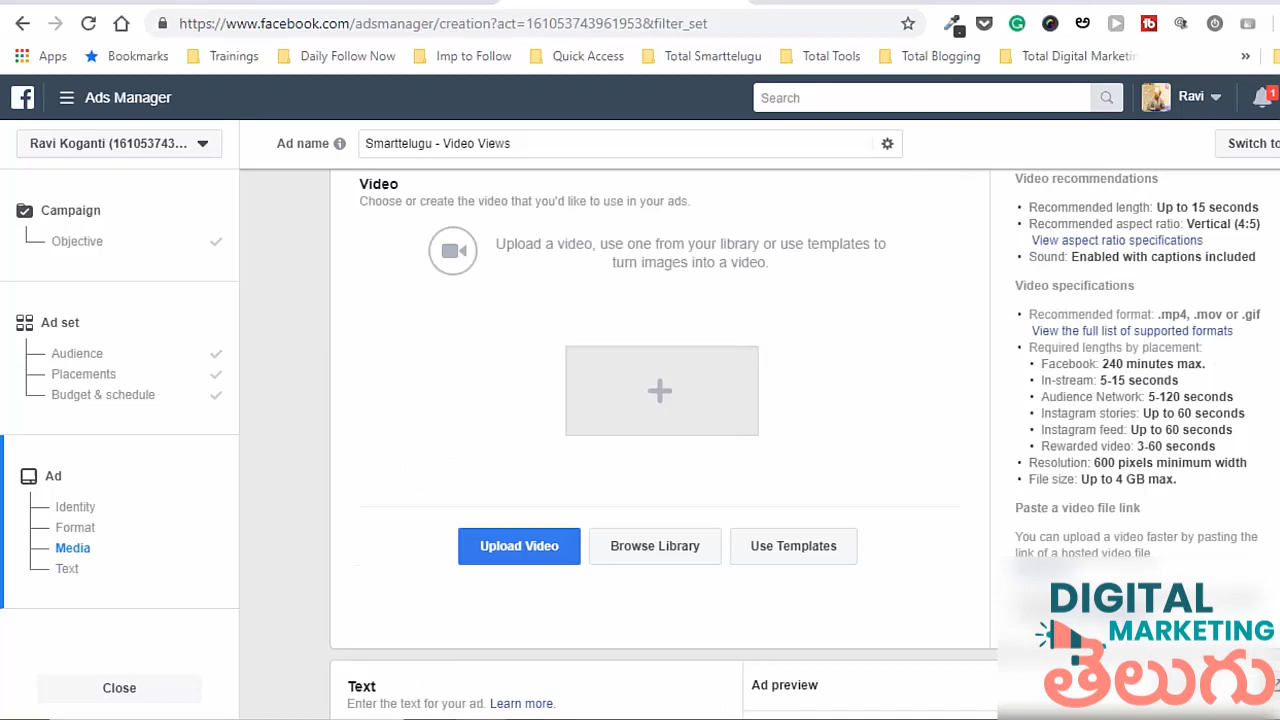 https://www.facebook.com/adsmanager/creation?act=161053743961953&filter_set
Apps
Bookmarks
Trainings
Daily Follow Now
Imp to Follow
Quick Access
Total Smarttelugu
Total Tools
Total Blogging
Total Digital Marketin
»
Ads Manager
Search
Ravi
1
Ravi Koganti (161053743...
Ad name
Smarttelugu - Video Views
Switch to
Campaign
Objective
Ad set
Audience
Placements
Budget & schedule
Ad
Identity
Format
Media
Text
Close
Video
Choose or create the video that you'd like to use in your ads.
Upload a video, use one from your library or use templates to
turn images into a video.
Upload Video
Browse Library
Use Templates
Text
Enter the text for your ad. Learn more.
Ad preview
Video recommendations
• Recommended length: Up to 15 seconds
• Recommended aspect ratio: Vertical (4:5)
View aspect ratio specifications
• Sound: Enabled with captions included
Video specifications
• Recommended format: .mp4, .mov or .gif
View the full list of supported formats
• Required lengths by placement:
• Facebook: 240 minutes max.
• In-stream: 5-15 seconds
• Audience Network: 5-120 seconds
• Instagram stories: Up to 60 seconds
• Instagram feed: Up to 60 seconds
• Rewarded video: 3-60 seconds
• Resolution: 600 pixels minimum width
• File size: Up to 4 GB max.
Paste a video file link
You can upload a video faster by pasting the
link of a hosted video file
DIGITAL
MARKETING
తెలుగు